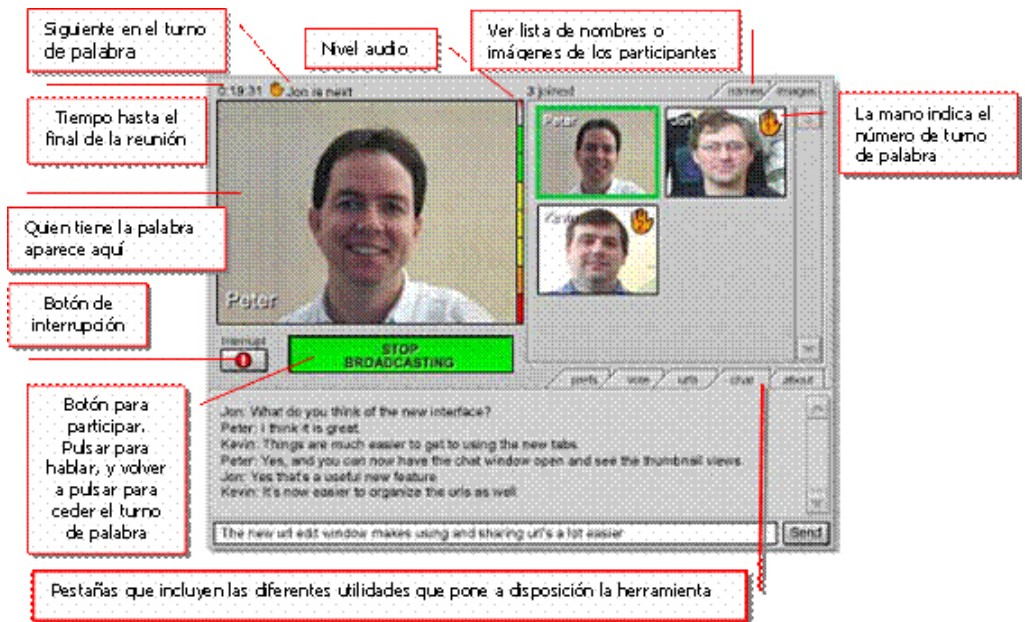 Siguiente en el turno
de palabra
Nivel audio
Ver lista de nombres o
imágenes de los participantes
0:19:31 Jon is next
3 joined
names images
Tiempo hasta el
final de la reunión
Peter
Jon
La mano indica el
número de turno
de palabra
Quien tiene la palabra
aparece aquí
Kevin
Peter
Botón de
interrupción
Interrupt
STOP
BROADCASTING
prefs vote urls chat about
Botón para
participar.
Pulsar para
hablar, y volver
a pulsar para
ceder el turno
de palabra
Jon: What do you think of the new interface?
Peter: I think it is great
Kevin: Things are much easier to get to using the new tabs
Peter: Yes, and you can now have the chat window open and see the thumbnail views.
Jon: Yes that's a useful new feature
Kevin: It's now easier to organize the urls as well
The new url edit window makes using and sharing url's a lot easier
Send
Pestañas que incluyen las diferentes utilidades que pone a disposición la herramienta